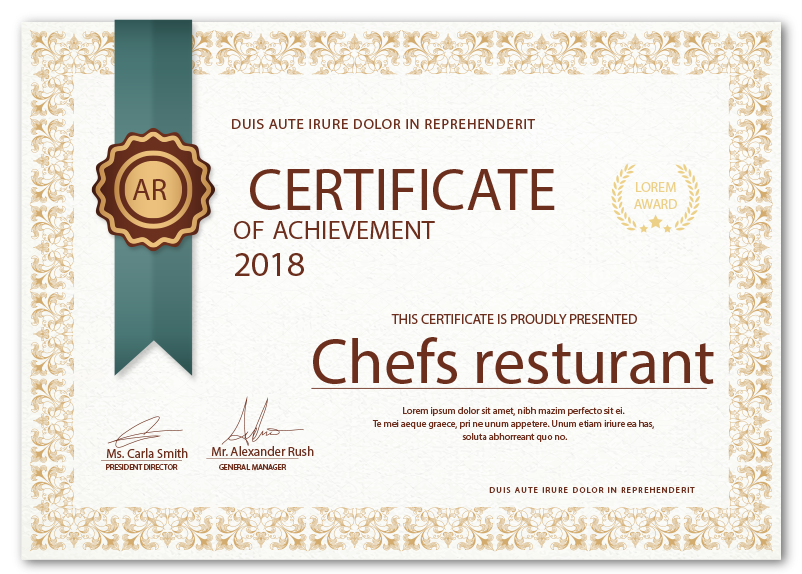 DUIS AUTE IRURE DOLOR IN REPREHENDERIT
AR
CERTIFICATE
OF ACHIEVEMENT
2018
LOREM
AWARD
THIS CERTIFICATE IS PROUDLY PRESENTED
Chefs resturant
Lorem ipsum dolor sit amet, nibh mazim perfecto sit ei.
Te mei aeque graece, pri ne unum appetere. Unum etiam iriure ea has,
soluta abhorreant quo no.
Ms. Carla Smith
PRESIDENT DIRECTOR
Mr. Alexander Rush
GENERAL MANAGER
DUIS AUTE IRURE DOLOR IN REPREHENDERIT